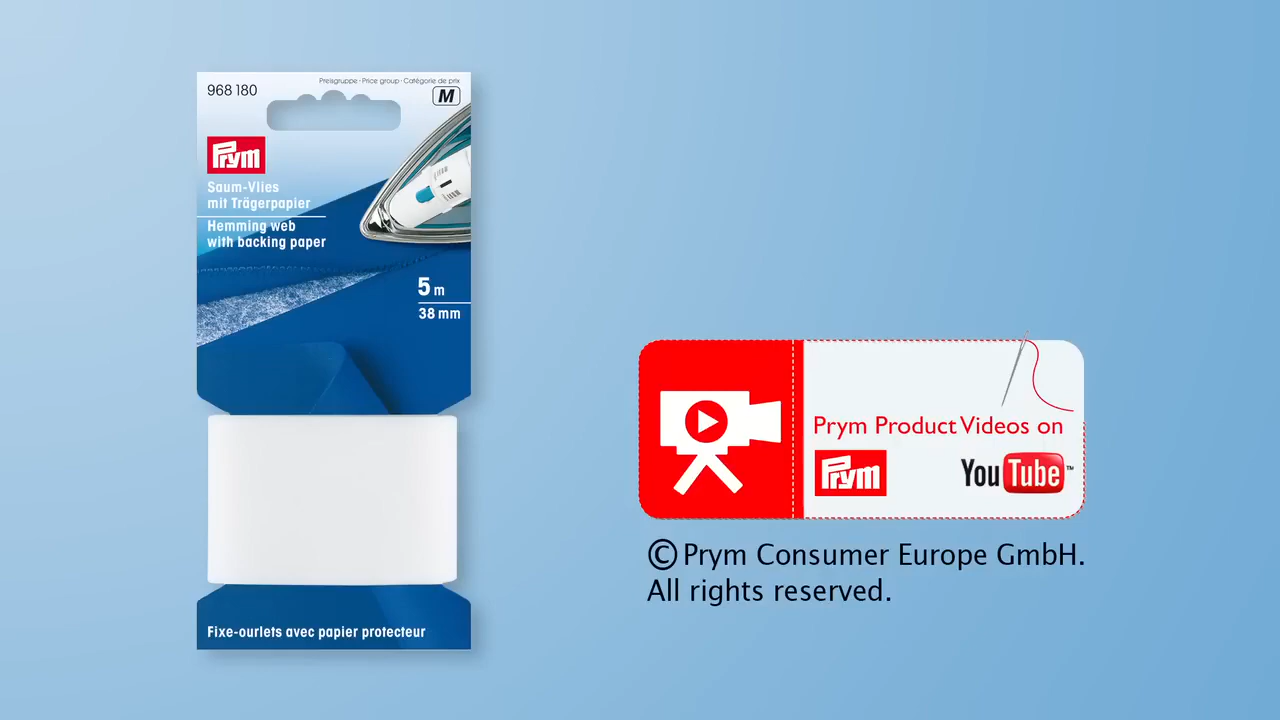 968 180
Preisgruppe · Price group · Catégorie de prix
M
Prym
Saum-Vlies
mit Trägerpapier
Hemming web
with backing paper
5 m
38 mm
Fixe-ourlets avec papier protecteur
Prym Product Videos on
Prym
YouTube™
© Prym Consumer Europe GmbH.
All rights reserved.